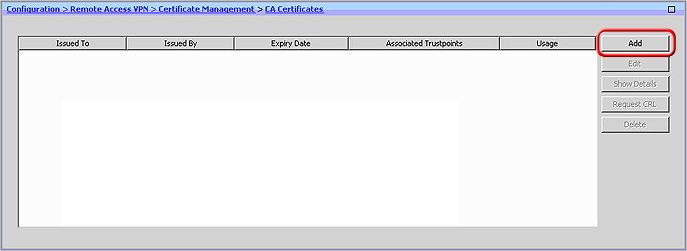 Configuration > Remote Access VPN > Certificate Management > CA Certificates
Issued To Issued By Expiry Date Associated Trustpoints Usage
Add
Edit
Show Details
Request CRL
Delete